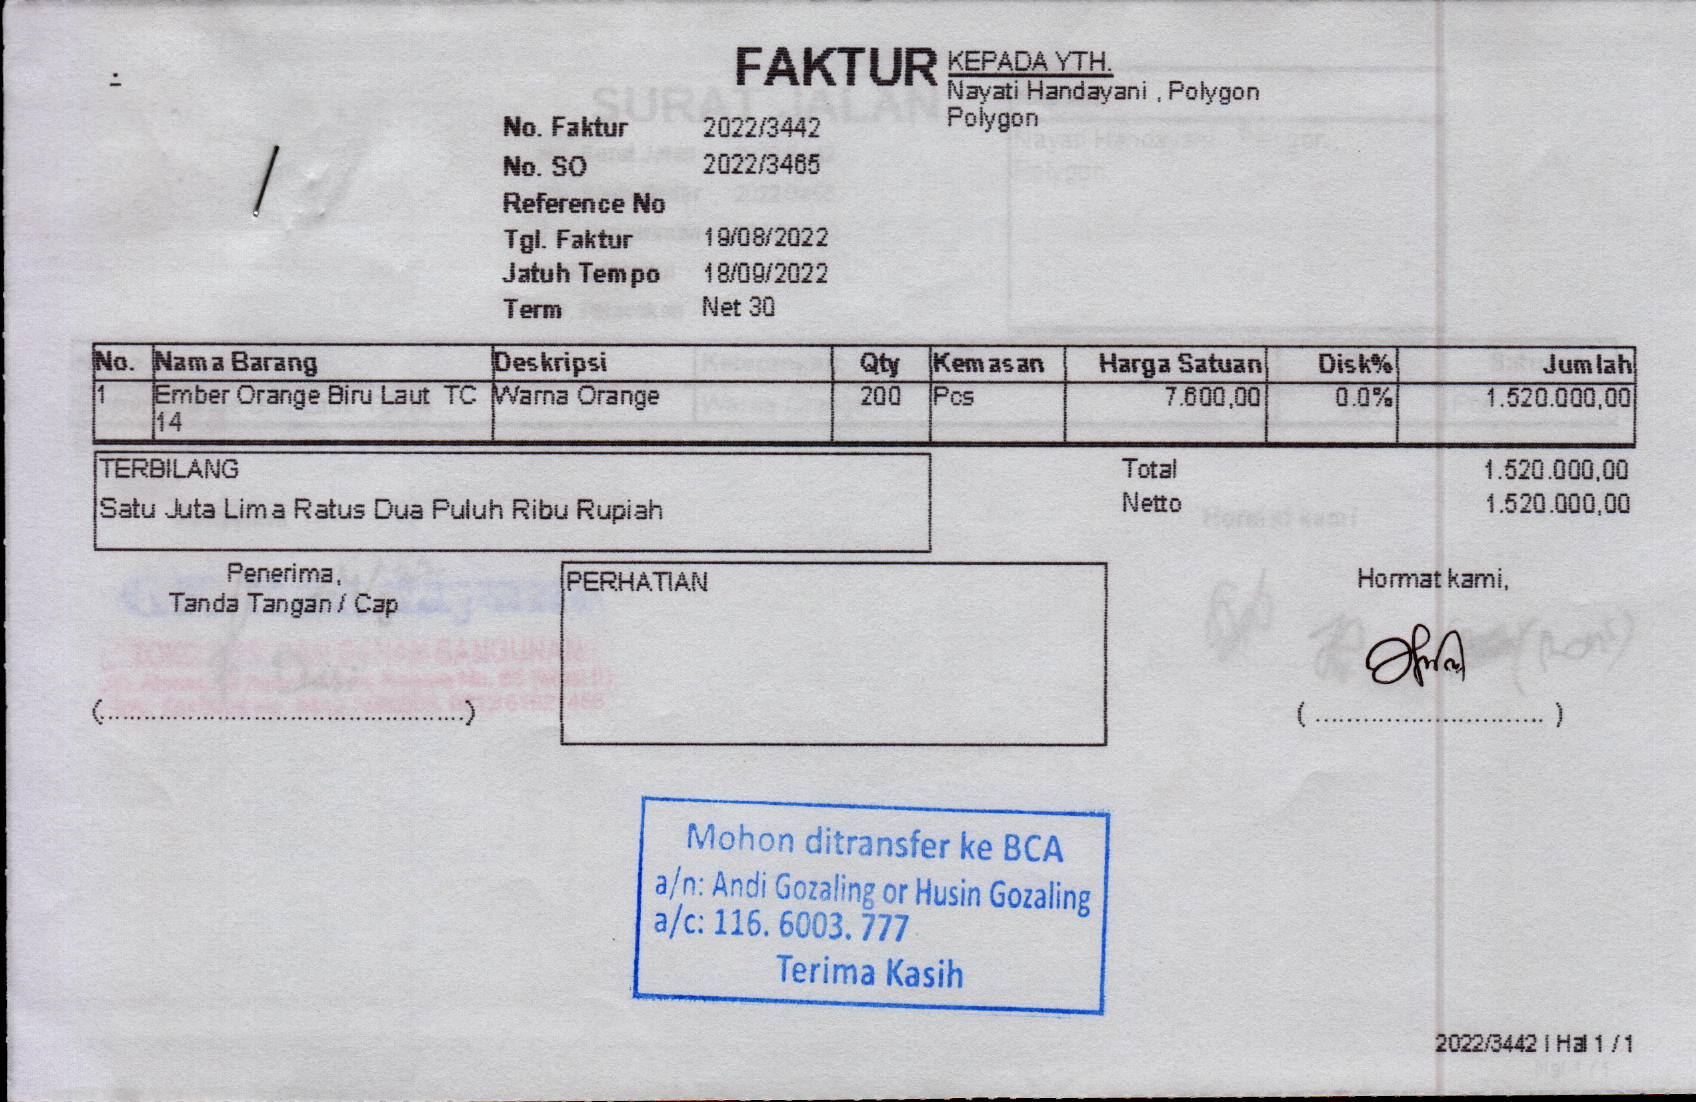 FAKTUR
KEPADA YTH.
Nayati Handayani , Polygon
Polygon
No. Faktur 2022/3442
No. SO 2022/3465
Reference No
Tgl. Faktur 19/08/2022
Jatuh Tempo 18/09/2022
Term Net 30
No. Nama Barang Deskripsi Qty Kemasan Harga Satuan Disk% Jumlah
1 Ember Orange Biru Laut TC Warna Orange 200 Pcs 7.600,00 0.0% 1.520.000,00
14
TERBILANG
Satu Juta Lima Ratus Dua Puluh Ribu Rupiah
Total 1.520.000,00
Netto 1.520.000,00
Penerima,
Tanda Tangan / Cap
(................................................)
PERHATIAN
Hormat kami,
( ............................. )
Mohon ditransfer ke BCA
a/n: Andi Gozaling or Husin Gozaling
a/c: 116. 6003. 777
Terima Kasih
2022/3442 | Hal 1 / 1